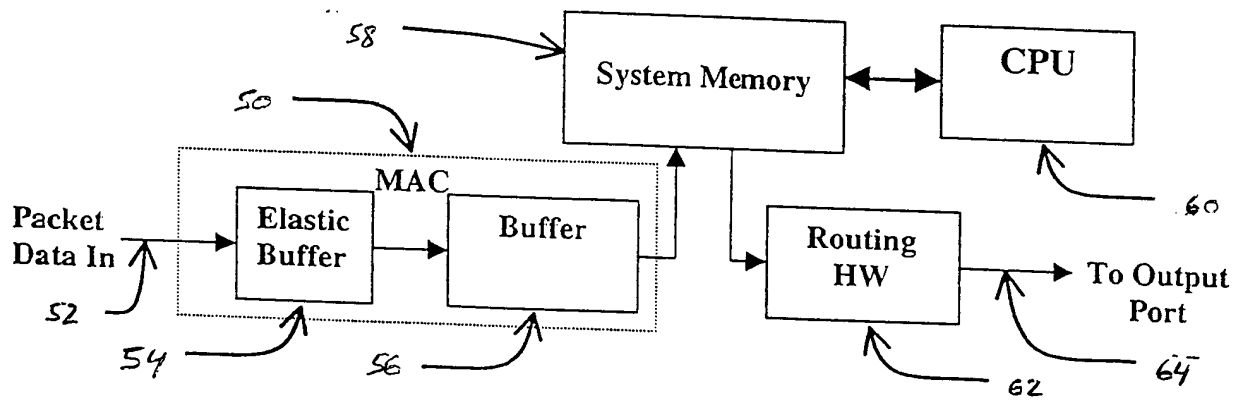 58
System Memory
CPU
50
MAC
60
Packet
Data In
Elastic
Buffer
Buffer
Routing
HW
To Output
Port
52
54
56
62
64